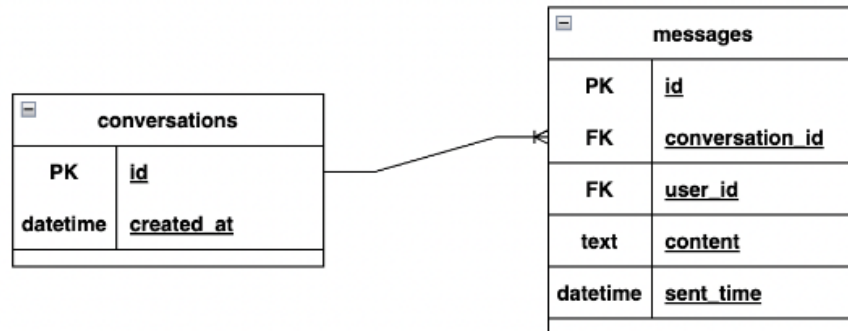 conversations
PK id
datetime created_at
messages
PK id
FK conversation_id
FK user_id
text content
datetime sent_time